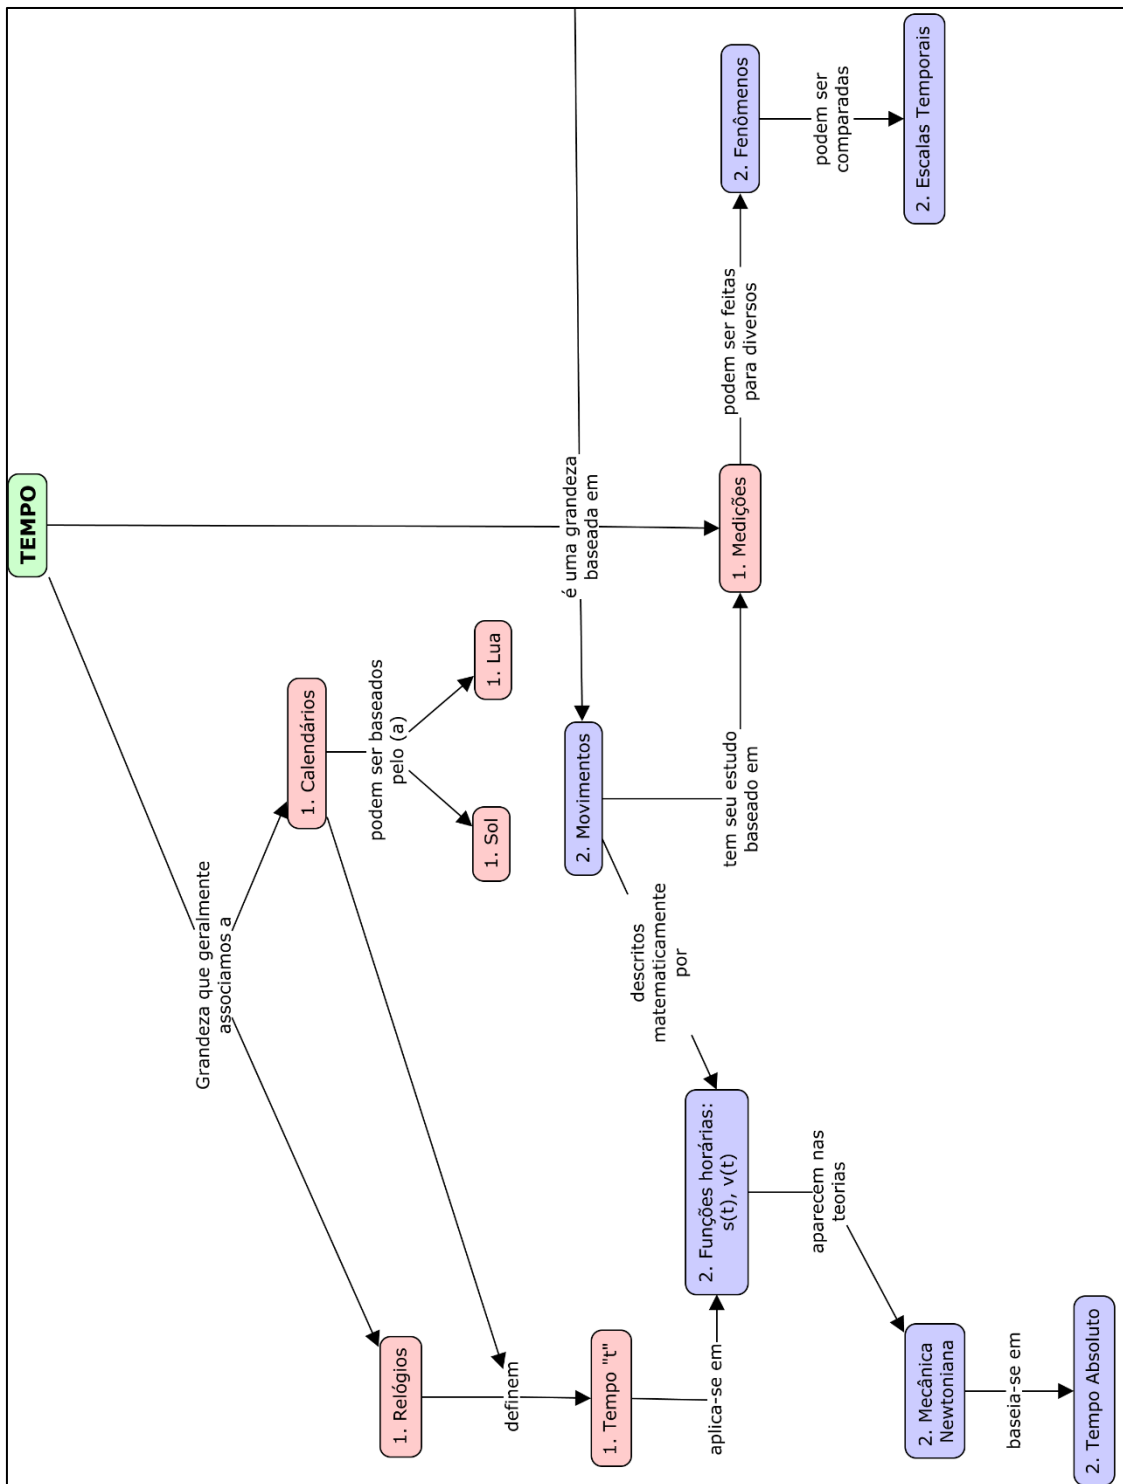 TEMPO
Grandeza que geralmente
associamos a
1. Relógios
1. Calendários
podem ser baseados
pelo (a)
1. Sol
1. Lua
definem
1. Tempo "t"
é uma grandeza
baseada em
2. Movimentos
aplica-se em
descritos
matematicamente
por
tem seu estudo
baseado em
2. Funções horárias:
s(t), v(t)
1. Medições
podem ser feitas
para diversos
2. Fenômenos
aparecem nas
teorias
podem ser
comparadas
2. Mecânica
Newtoniana
2. Escalas Temporais
baseia-se em
2. Tempo Absoluto